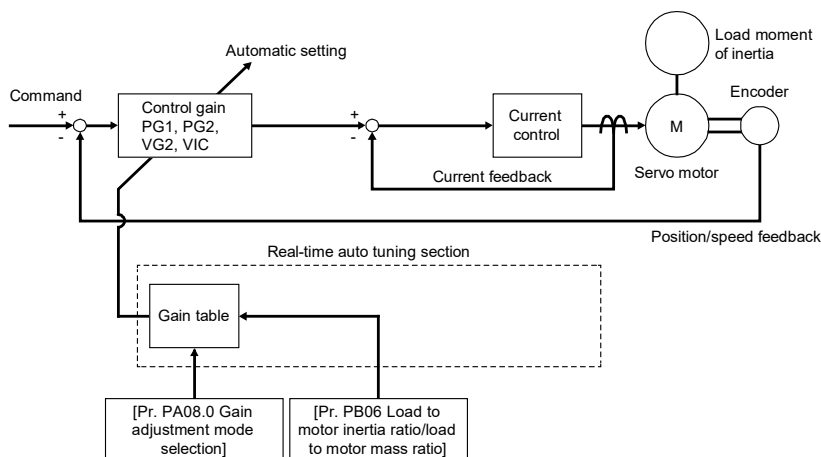 Automatic setting
Load moment
of inertia
Command
Encoder
+
-
Control gain
PG1, PG2,
VG2, VIC
+
-
Current
control
M
Current feedback
Servo motor
Position/speed feedback
Real-time auto tuning section
Gain table
[Pr. PA08.0 Gain
adjustment mode
selection]
[Pr. PB06 Load to
motor inertia ratio/load
to motor mass ratio]